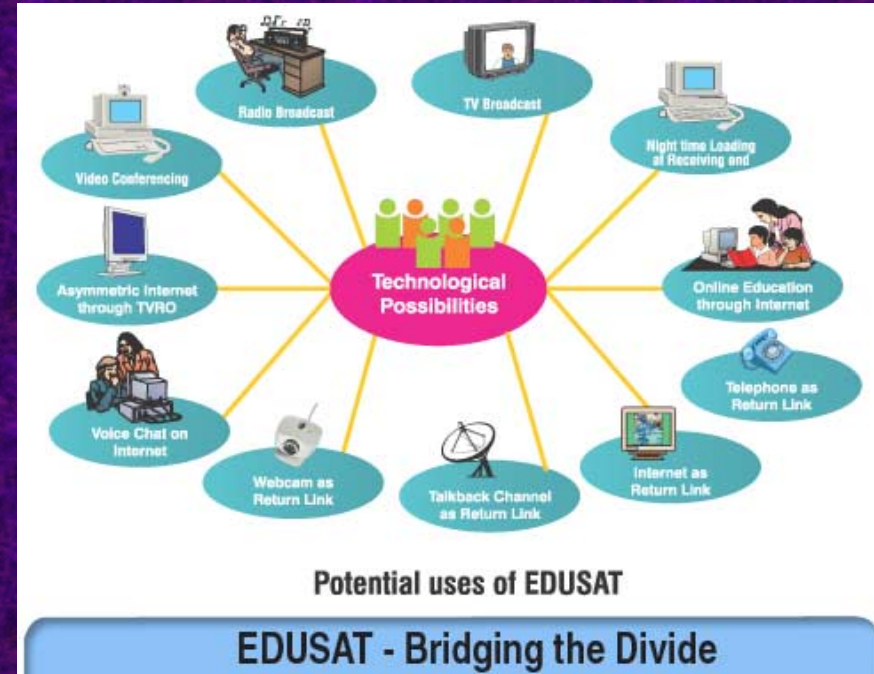 Radio Broadcast
TV Broadcast
Night time Loading
at Receiving end
Video Conferencing
Technological
Possibilities
Asymmetric Internet
through TVRO
Online Education
through Internet
Telephone as
Return Link
Voice Chat on
Internet
Webcam as
Return Link
Talkback Channel
as Return Link
Internet as
Return Link
Potential uses of EDUSAT
EDUSAT - Bridging the Divide